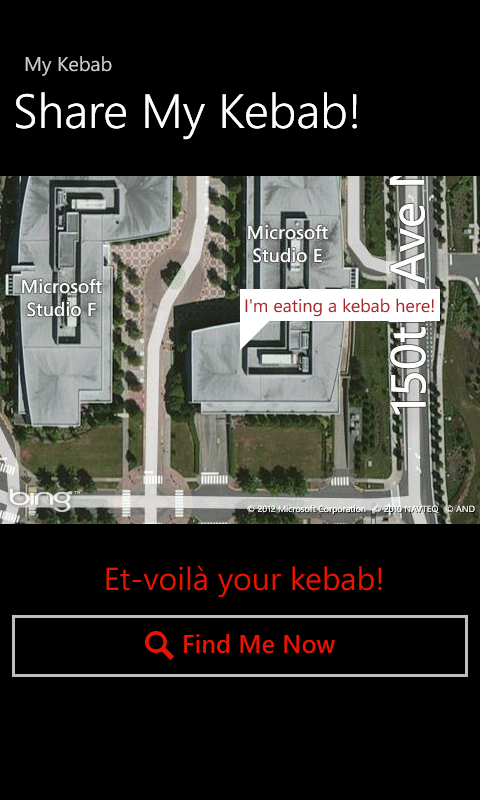 My Kebab
Share My Kebab!
Microsoft
Studio E
Microsoft
Studio F
I'm eating a kebab here!
150th Ave N
bing™
© 2012 Microsoft Corporation © 2010 NAVTEQ © AND
Et-voilà your kebab!
Find Me Now